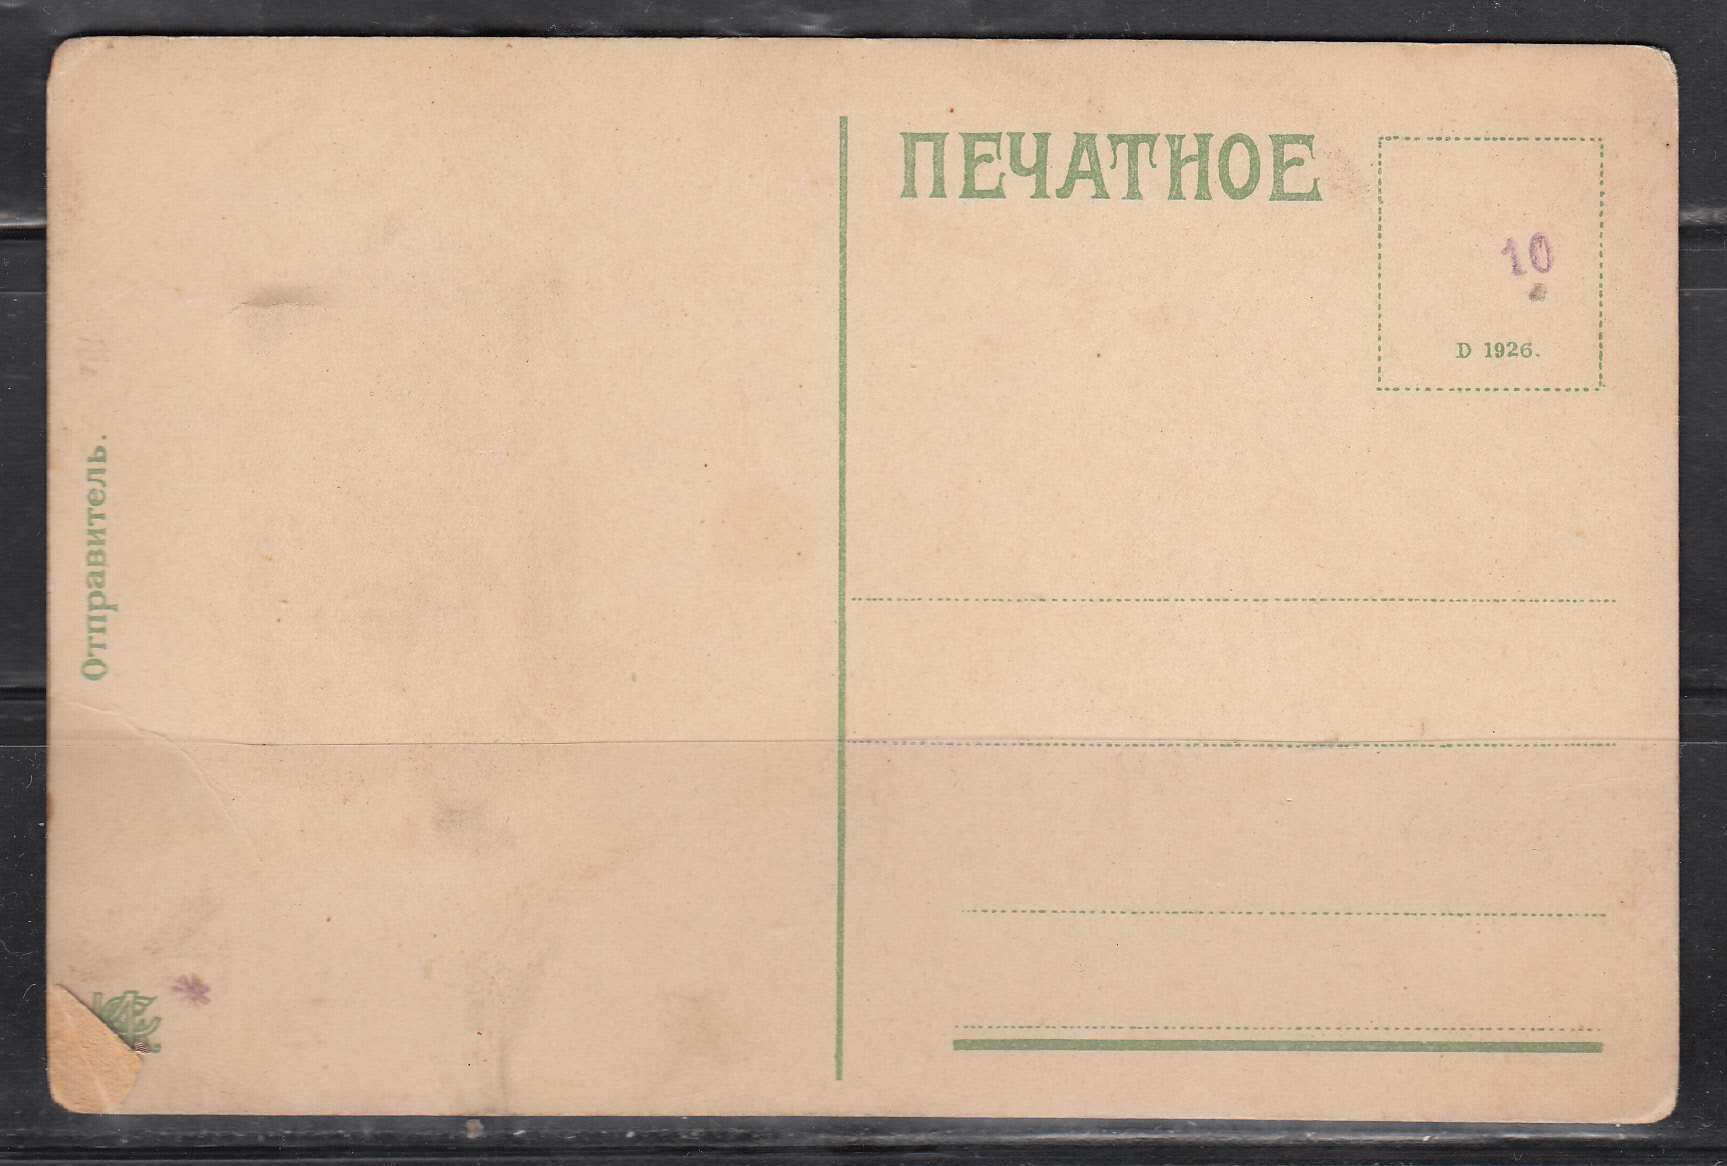 ПЕЧАТНОЕ
10
D 1926.
Отправитель.